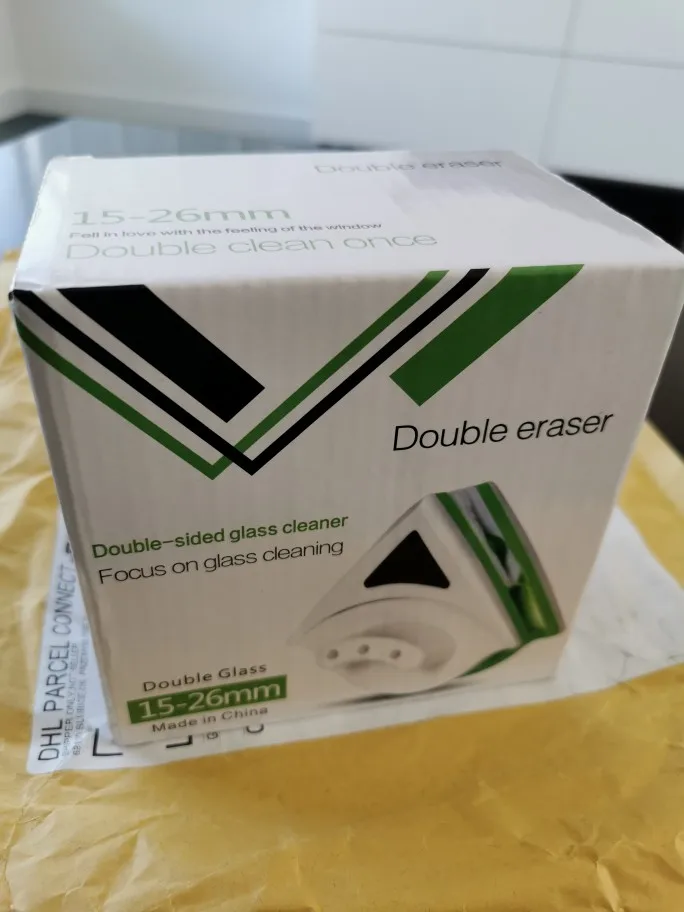 Double eraser
15-26mm
Fell in love with the feeling of the window
Double clean once
Double eraser
Double-sided glass cleaner
Focus on glass cleaning
Double Glass
15-26mm
Made in China
DHL PARCEL CONNECT